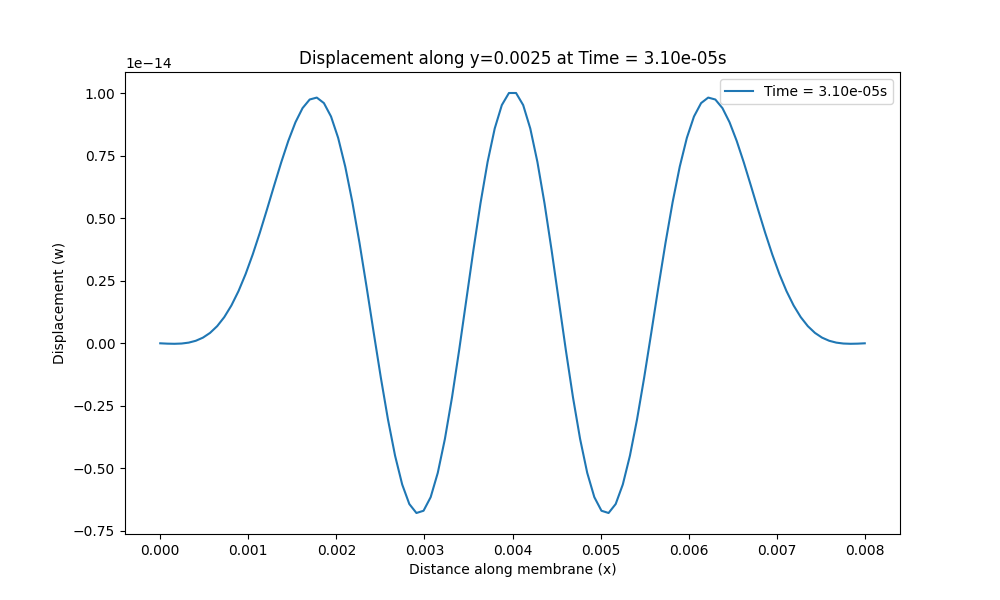 Displacement along y=0.0025 at Time = 3.10e-05s
1e−14
Time = 3.10e-05s
1.00
0.75
0.50
0.25
0.00
−0.25
−0.50
−0.75
Displacement (w)
0.000 0.001 0.002 0.003 0.004 0.005 0.006 0.007 0.008
Distance along membrane (x)